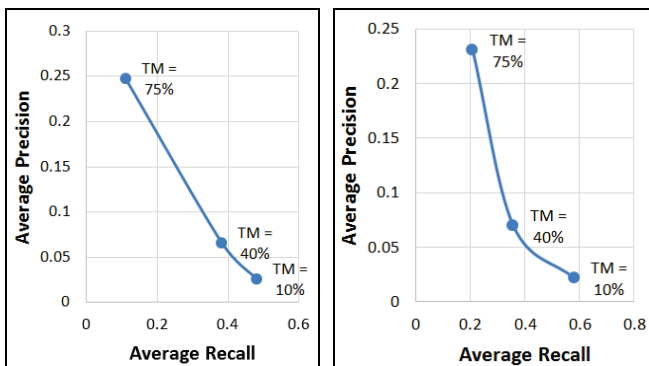 0.3
0.25
0.2
0.15
0.1
0.05
0
0
0.2
0.4
0.6
Average Precision
Average Recall
TM =
75%
TM =
40%
TM =
10%
0.25
0.2
0.15
0.1
0.05
0
0
0.2
0.4
0.6
0.8
Average Precision
Average Recall
TM =
75%
TM =
40%
TM =
10%